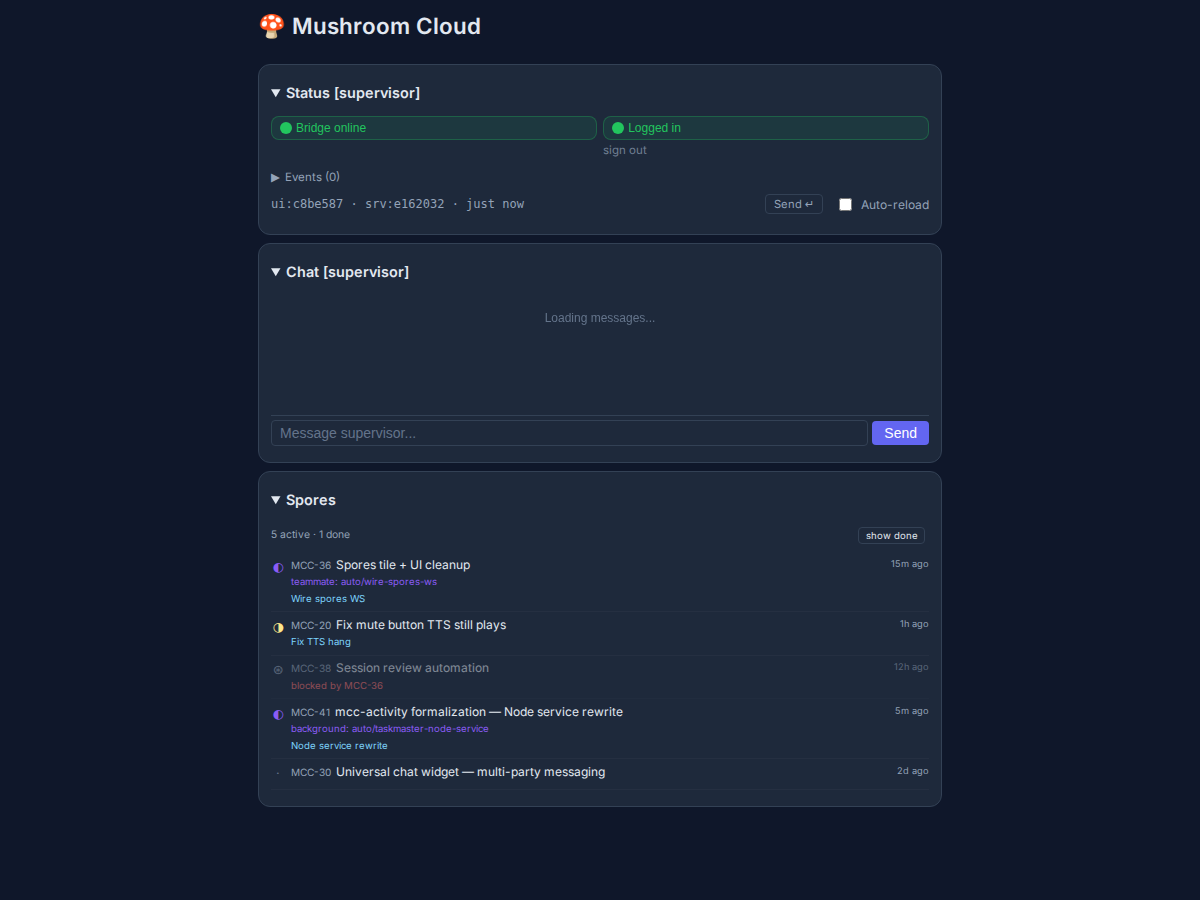 🍄 Mushroom Cloud
▼ Status [supervisor]
Bridge online
Logged in
sign out
▶ Events (0)
ui:c8be587 · srv:e162032 · just now
Send ↵
Auto-reload
▼ Chat [supervisor]
Loading messages...
Message supervisor...
Send
▼ Spores
5 active · 1 done
show done
MCC-36 Spores tile + UI cleanup 15m ago
teammate: auto/wire-spores-ws
Wire spores WS
MCC-20 Fix mute button TTS still plays 1h ago
Fix TTS hang
MCC-38 Session review automation 12h ago
blocked by MCC-36
MCC-41 mcc-activity formalization — Node service rewrite 5m ago
background: auto/taskmaster-node-service
Node service rewrite
· MCC-30 Universal chat widget — multi-party messaging 2d ago